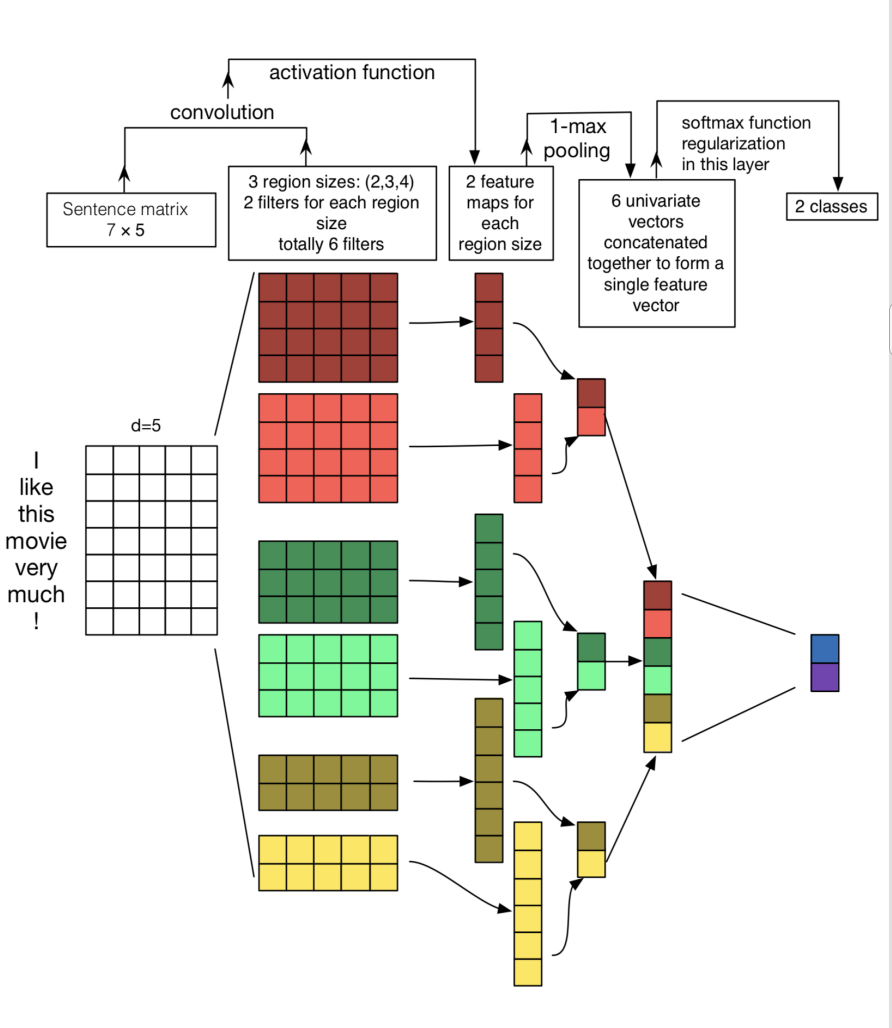 activation function
convolution
1-max
pooling
softmax function
regularization
in this layer
Sentence matrix
7 × 5
3 region sizes: (2,3,4)
2 filters for each region
size
totally 6 filters
2 feature
maps for
each
region size
6 univariate
vectors
concatenated
together to form a
single feature
vector
2 classes
d=5
I
like
this
movie
very
much
!